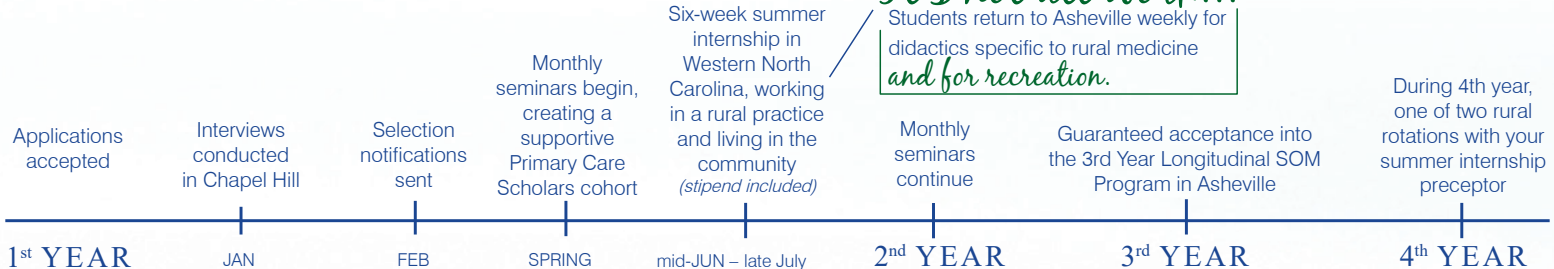 Applications
accepted
Interviews
conducted
in Chapel Hill
Selection
notifications
sent
Monthly
seminars begin,
creating a
supportive
Primary Care
Scholars cohort
Six-week summer
internship in
Western North
Carolina, working
in a rural practice
and living in the
community
(stipend included)
Students return to Asheville weekly for
didactics specific to rural medicine
and for recreation.
Monthly
seminars
continue
Guaranteed acceptance into
the 3rd Year Longitudinal SOM
Program in Asheville
During 4th year,
one of two rural
rotations with your
summer internship
preceptor
1st YEAR
JAN
FEB
SPRING
mid-JUN – late July
2nd YEAR
3rd YEAR
4th YEAR